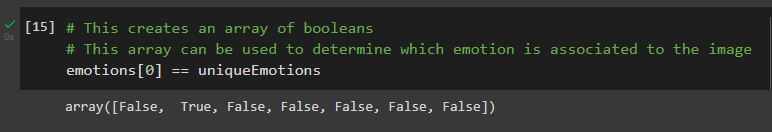 [15] # This creates an array of booleans
# This array can be used to determine which emotion is associated to the image
emotions[0] == uniqueEmotions
0s
array([False,  True, False, False, False, False, False])